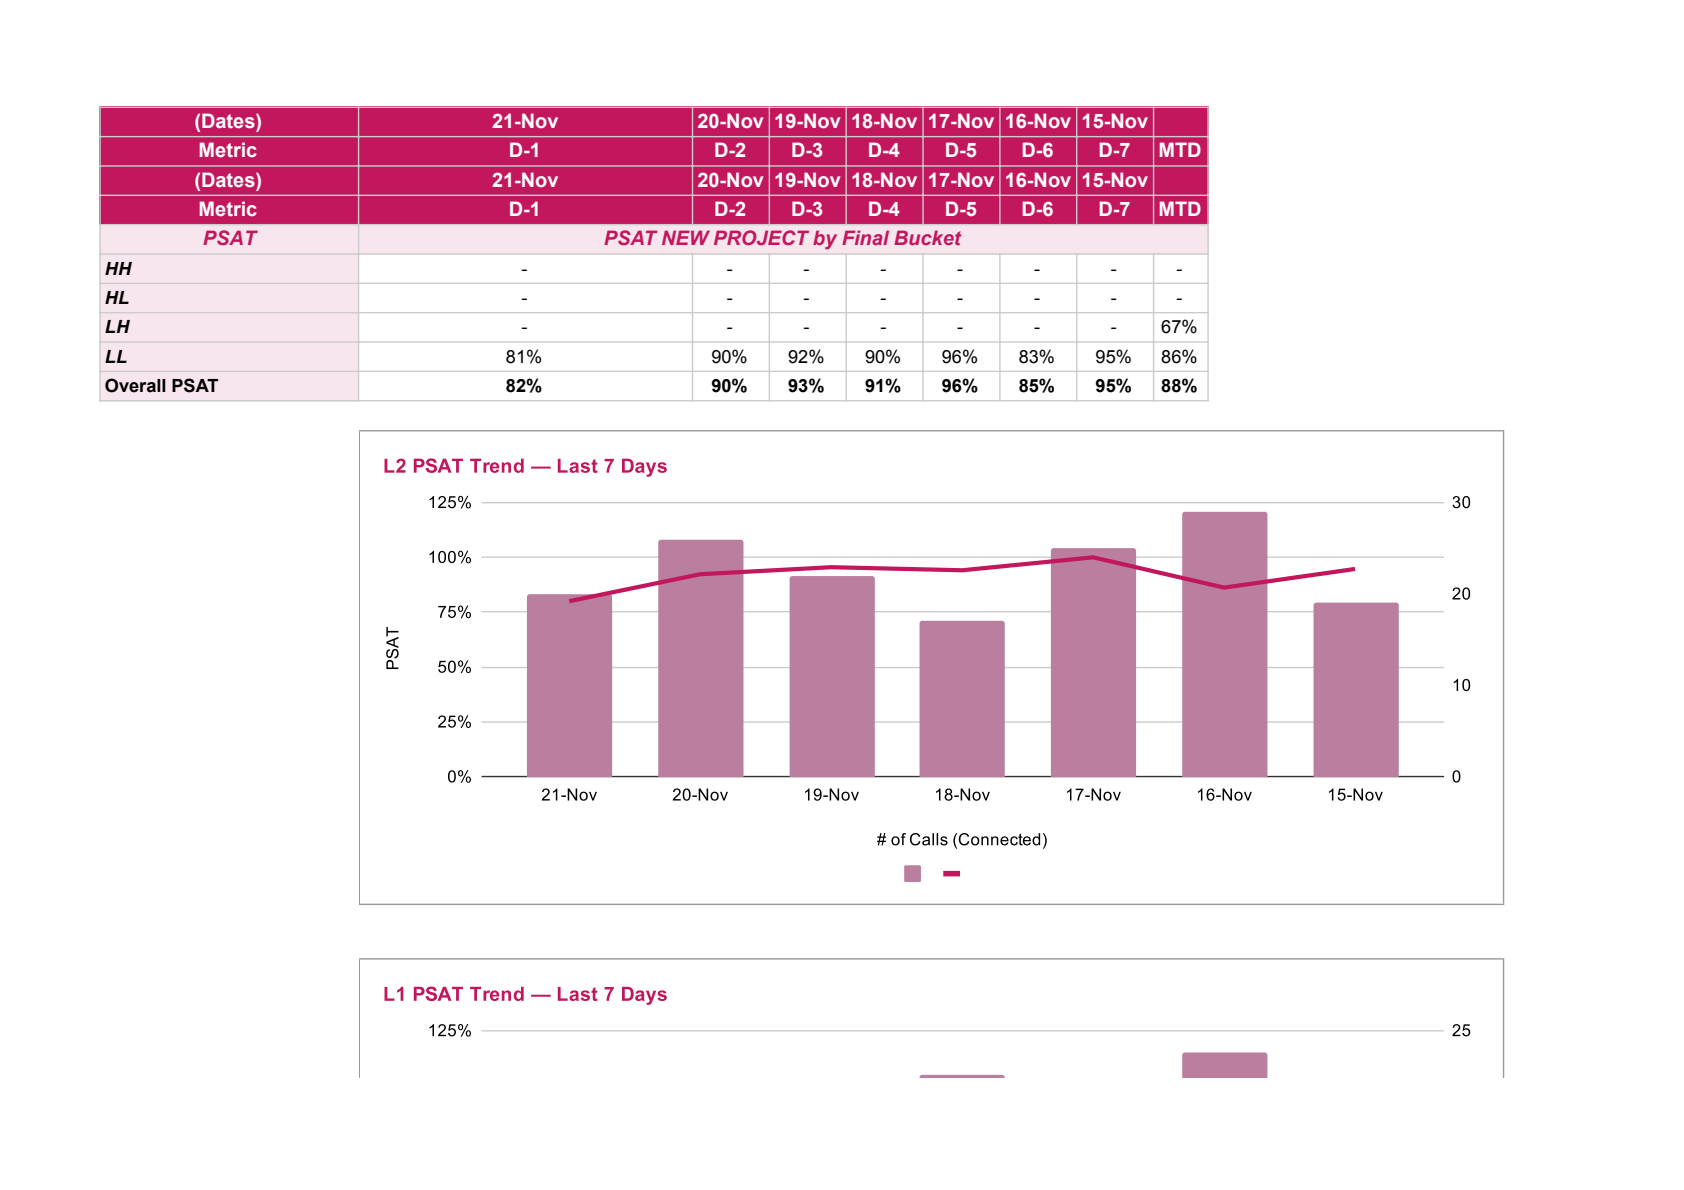 (Dates) 21-Nov 20-Nov 19-Nov 18-Nov 17-Nov 16-Nov 15-Nov
Metric D-1 D-2 D-3 D-4 D-5 D-6 D-7 MTD
(Dates) 21-Nov 20-Nov 19-Nov 18-Nov 17-Nov 16-Nov 15-Nov
Metric D-1 D-2 D-3 D-4 D-5 D-6 D-7 MTD
PSAT PSAT NEW PROJECT by Final Bucket
HH - - - - - - - -
HL - - - - - - - -
LH - - - - - - - 67%
LL 81% 90% 92% 90% 96% 83% 95% 86%
Overall PSAT 82% 90% 93% 91% 96% 85% 95% 88%
L2 PSAT Trend — Last 7 Days
125% 30
100%
20
75%
PSAT
50%
10
25%
0% 0
21-Nov 20-Nov 19-Nov 18-Nov 17-Nov 16-Nov 15-Nov
# of Calls (Connected)
L1 PSAT Trend — Last 7 Days
125% 25